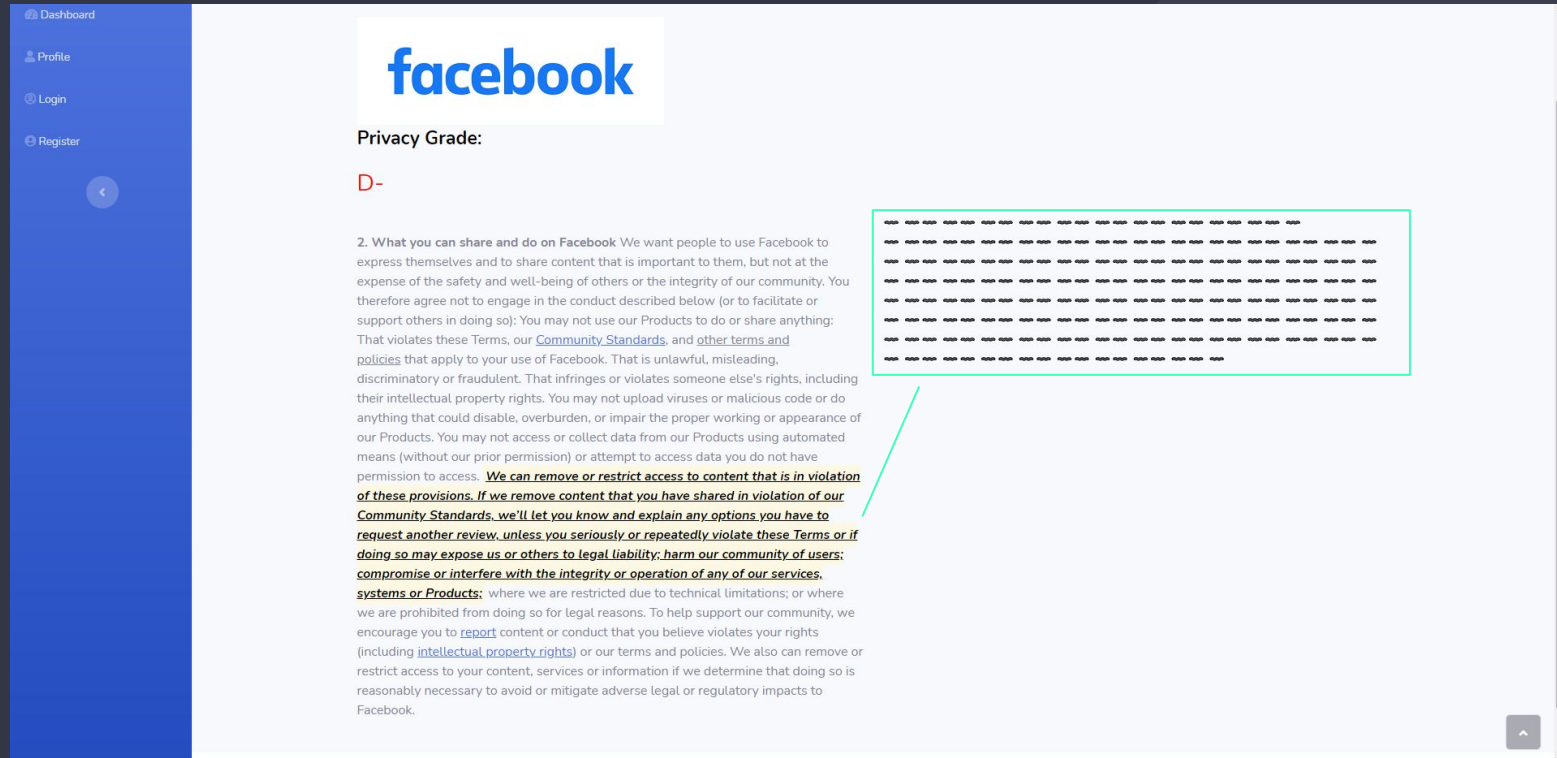 Dashboard
Profile
Login
Register
facebook
Privacy Grade:
D-
2. What you can share and do on Facebook We want people to use Facebook to
express themselves and to share content that is important to them, but not at the
expense of the safety and well-being of others or the integrity of our community. You
therefore agree not to engage in the conduct described below (or to facilitate or
support others in doing so): You may not use our Products to do or share anything:
That violates these Terms, our Community Standards, and other terms and
policies that apply to your use of Facebook. That is unlawful, misleading,
discriminatory or fraudulent. That infringes or violates someone else's rights, including
their intellectual property rights. You may not upload viruses or malicious code or do
anything that could disable, overburden, or impair the proper working or appearance of
our Products. You may not access or collect data from our Products using automated
means (without our prior permission) or attempt to access data you do not have
permission to access. We can remove or restrict access to content that is in violation
of these provisions. If we remove content that you have shared in violation of our
Community Standards, we’ll let you know and explain any options you have to
request another review, unless you seriously or repeatedly violate these Terms or if
doing so may expose us or others to legal liability; harm our community of users;
compromise or interfere with the integrity or operation of any of our services,
systems or Products; where we are restricted due to technical limitations; or where
we are prohibited from doing so for legal reasons. To help support our community, we
encourage you to report content or conduct that you believe violates your rights
(including intellectual property rights) or our terms and policies. We also can remove or
restrict access to your content, services or information if we determine that doing so is
reasonably necessary to avoid or mitigate adverse legal or regulatory impacts to
Facebook.